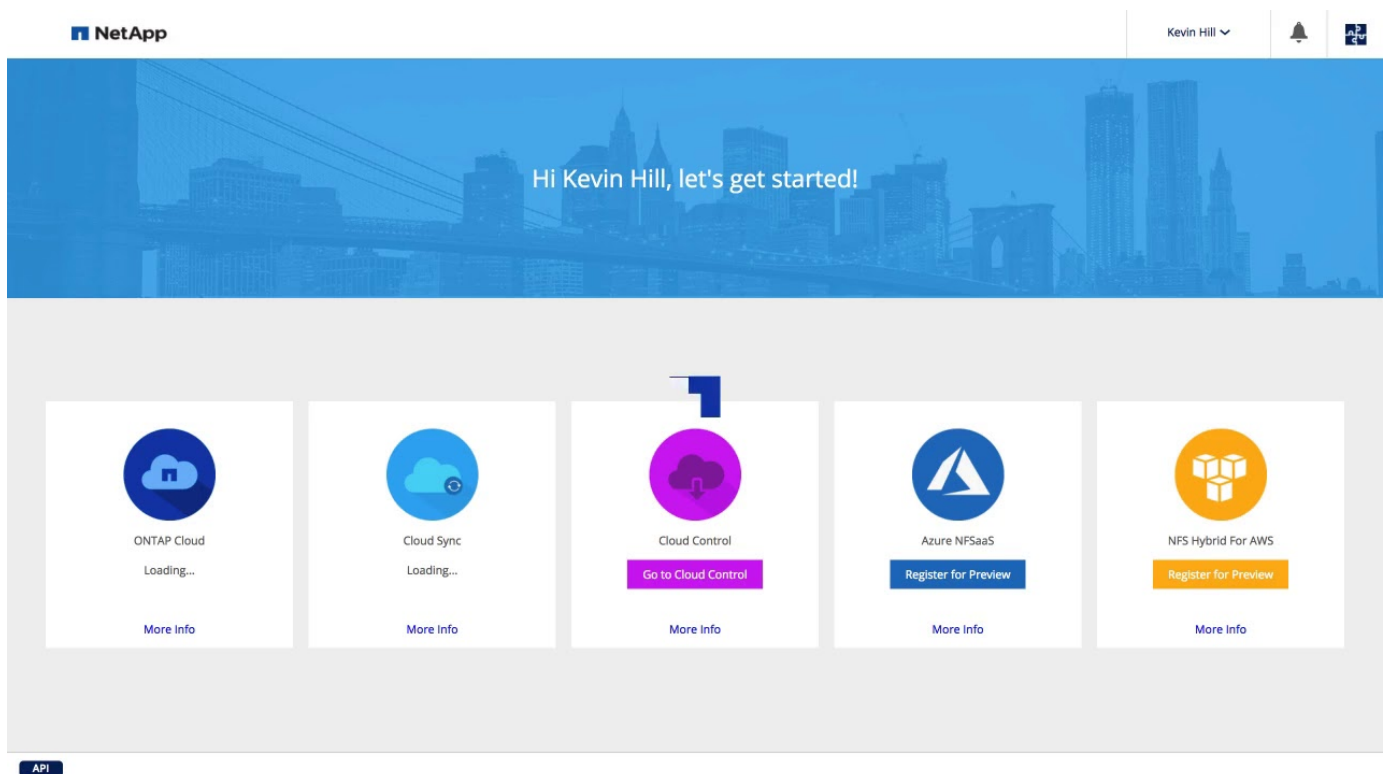 NetApp
Kevin Hill
Hi Kevin Hill, let's get started!
ONTAP Cloud
Loading...
More Info
Cloud Sync
Loading...
More Info
Cloud Control
Go to Cloud Control
More Info
Azure NFSaaS
Register for Preview
More Info
NFS Hybrid For AWS
Register for Preview
More Info
API